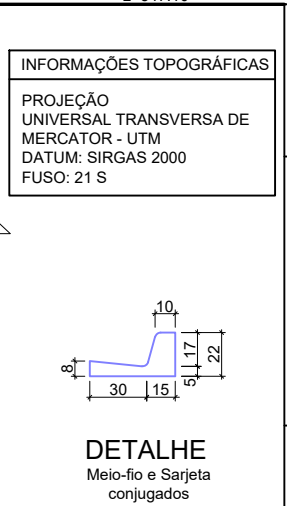 INFORMAÇÕES TOPOGRÁFICAS
PROJEÇÃO
UNIVERSAL TRANSVERSA DE
MERCATOR - UTM
DATUM: SIRGAS 2000
FUSO: 21 S
10
8
17
22
5
30
15
DETALHE
Meio-fio e Sarjeta
conjugados